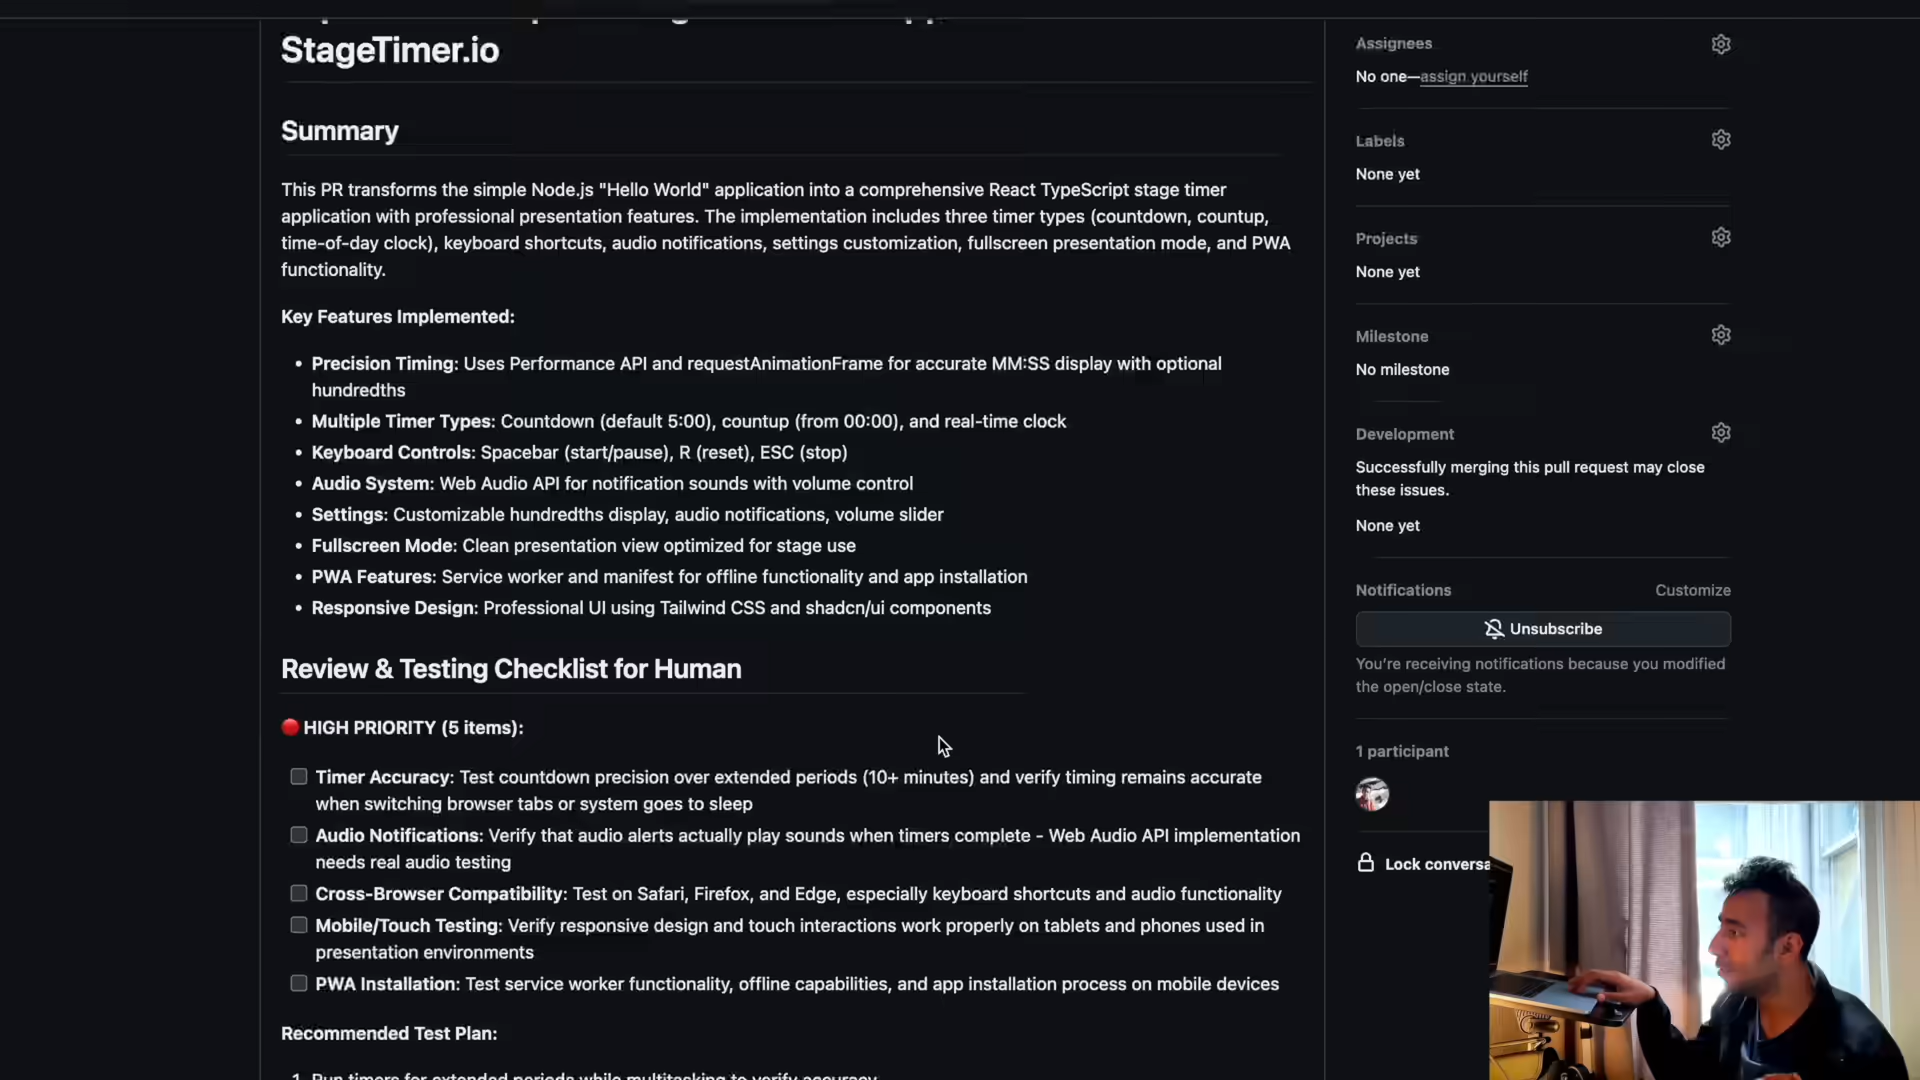 StageTimer.io
Summary
This PR transforms the simple Node.js "Hello World" application into a comprehensive React TypeScript stage timer
application with professional presentation features. The implementation includes three timer types (countdown, countup,
time-of-day clock), keyboard shortcuts, audio notifications, settings customization, fullscreen presentation mode, and PWA
functionality.
Key Features Implemented:
• Precision Timing: Uses Performance API and requestAnimationFrame for accurate MM:SS display with optional
hundredths
• Multiple Timer Types: Countdown (default 5:00), countup (from 00:00), and real-time clock
• Keyboard Controls: Spacebar (start/pause), R (reset), ESC (stop)
• Audio System: Web Audio API for notification sounds with volume control
• Settings: Customizable hundredths display, audio notifications, volume slider
• Fullscreen Mode: Clean presentation view optimized for stage use
• PWA Features: Service worker and manifest for offline functionality and app installation
• Responsive Design: Professional UI using Tailwind CSS and shadcn/ui components
Review & Testing Checklist for Human
HIGH PRIORITY (5 items):
Timer Accuracy: Test countdown precision over extended periods (10+ minutes) and verify timing remains accurate
when switching browser tabs or system goes to sleep
Audio Notifications: Verify that audio alerts actually play sounds when timers complete - Web Audio API implementation
needs real audio testing
Cross-Browser Compatibility: Test on Safari, Firefox, and Edge, especially keyboard shortcuts and audio functionality
Mobile/Touch Testing: Verify responsive design and touch interactions work properly on tablets and phones used in
presentation environments
PWA Installation: Test service worker functionality, offline capabilities, and app installation process on mobile devices
Recommended Test Plan:
1. Run timers for extended periods while multitasking to verify accuracy
Assignees
No one—assign yourself
Labels
None yet
Projects
None yet
Milestone
No milestone
Development
Successfully merging this pull request may close
these issues.
None yet
Notifications
Customize
Unsubscribe
You're receiving notifications because you modified
the open/close state.
1 participant
Lock conversa